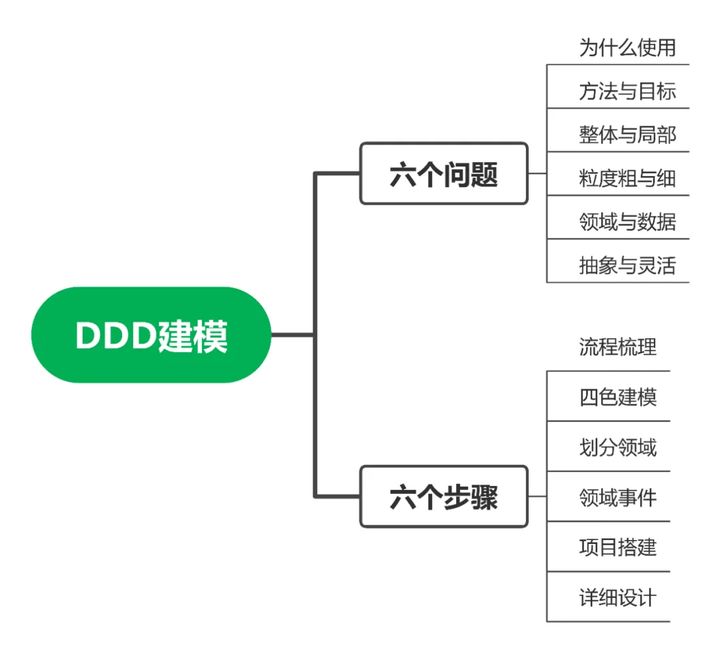 DDD建模
六个问题
为什么使用
方法与目标
整体与局部
粒度粗与细
领域与数据
抽象与灵活
六个步骤
流程梳理
四色建模
划分领域
领域事件
项目搭建
详细设计